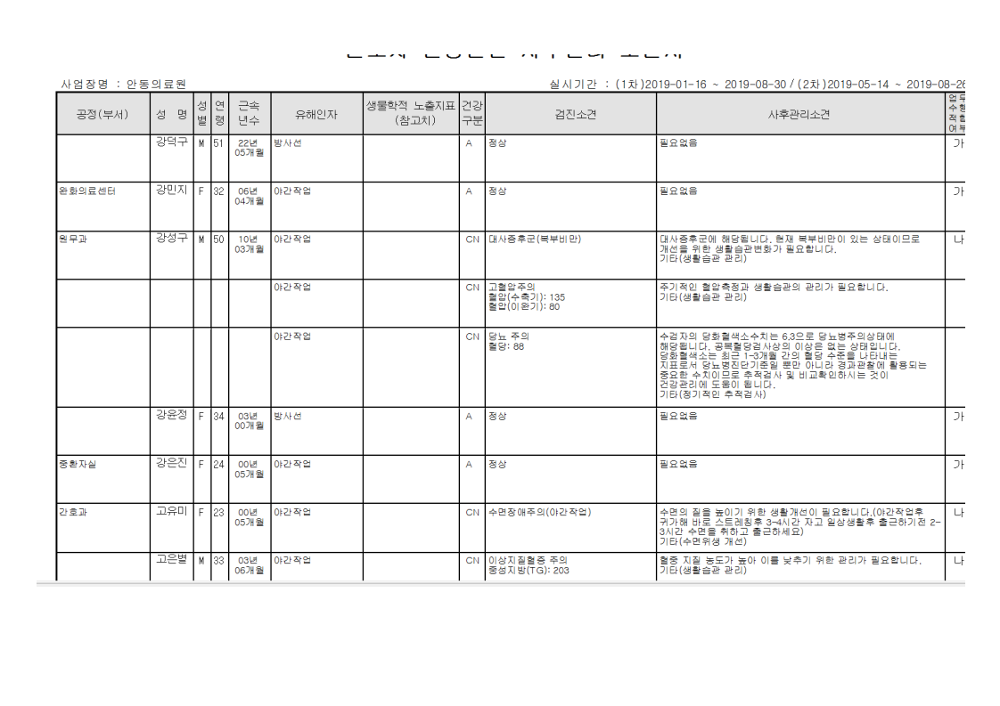 사업장명 : 안동의료원
실시기간 : (1차)2019-01-16 ~ 2019-08-30 / (2차)2019-05-14 ~ 2019-08-26
공정(부서) 성 명 성별 연령 근속년수 유해인자 생물학적 노출지표(참고치) 건강구분 검진소견 사후관리소견
강덕구 M 51 22년 방사선 A 정상 필요없음 가
05개월
완화의료센터 강민지 F 32 06년 야간작업 A 정상 필요없음 가
04개월
원무과 강성구 M 50 10년 야간작업 CN 대사증후군(복부비만) 대사증후군에 해당됩니다. 현재 복부비만이 있는 상태이므로 나
03개월 개선을 위한 생활습관변화가 필요합니다.
기타(생활습관 관리)
야간작업 CN 고혈압주의 주기적인 혈압측정과 생활습관의 관리가 필요합니다.
혈압(수축기): 135 기타(생활습관 관리)
혈압(이완기): 80
야간작업 CN 당뇨 주의 수검자의 당화혈색소수치는 6.3으로 당뇨병주의상태에
혈당: 88 해당됩니다. 공복혈당검사상의 이상은 없는 상태입니다.
당화혈색소는 최근 1-3개월 간의 혈당 수준을 나타내는
지표로서 당뇨병진단기준일 뿐만 아니라 경과관찰에 활용되는
중요한 수치이므로 추적검사 및 비교확인하시는 것이
건강관리에 도움이 됩니다.
기타(정기적인 추적검사)
강윤정 F 34 03년 방사선 A 정상 필요없음 가
00개월
중환자실 강은진 F 24 00년 야간작업 A 정상 필요없음 가
05개월
간호과 고유미 F 23 00년 야간작업 CN 수면장애주의(야간작업) 수면의 질을 높이기 위한 생활개선이 필요합니다.(야간작업후 나
05개월 귀가해 바로 스트레칭후 3-4시간 자고 일상생활후 출근하기전 2-
3시간 수면을 취하고 출근하세요)
기타(수면위생 개선)
고은별 M 33 03년 야간작업 CN 이상지질혈증 주의 혈중 지질 농도가 높아 이를 낮추기 위한 관리가 필요합니다. 나
06개월 중성지방(TG): 203 기타(생활습관 관리)